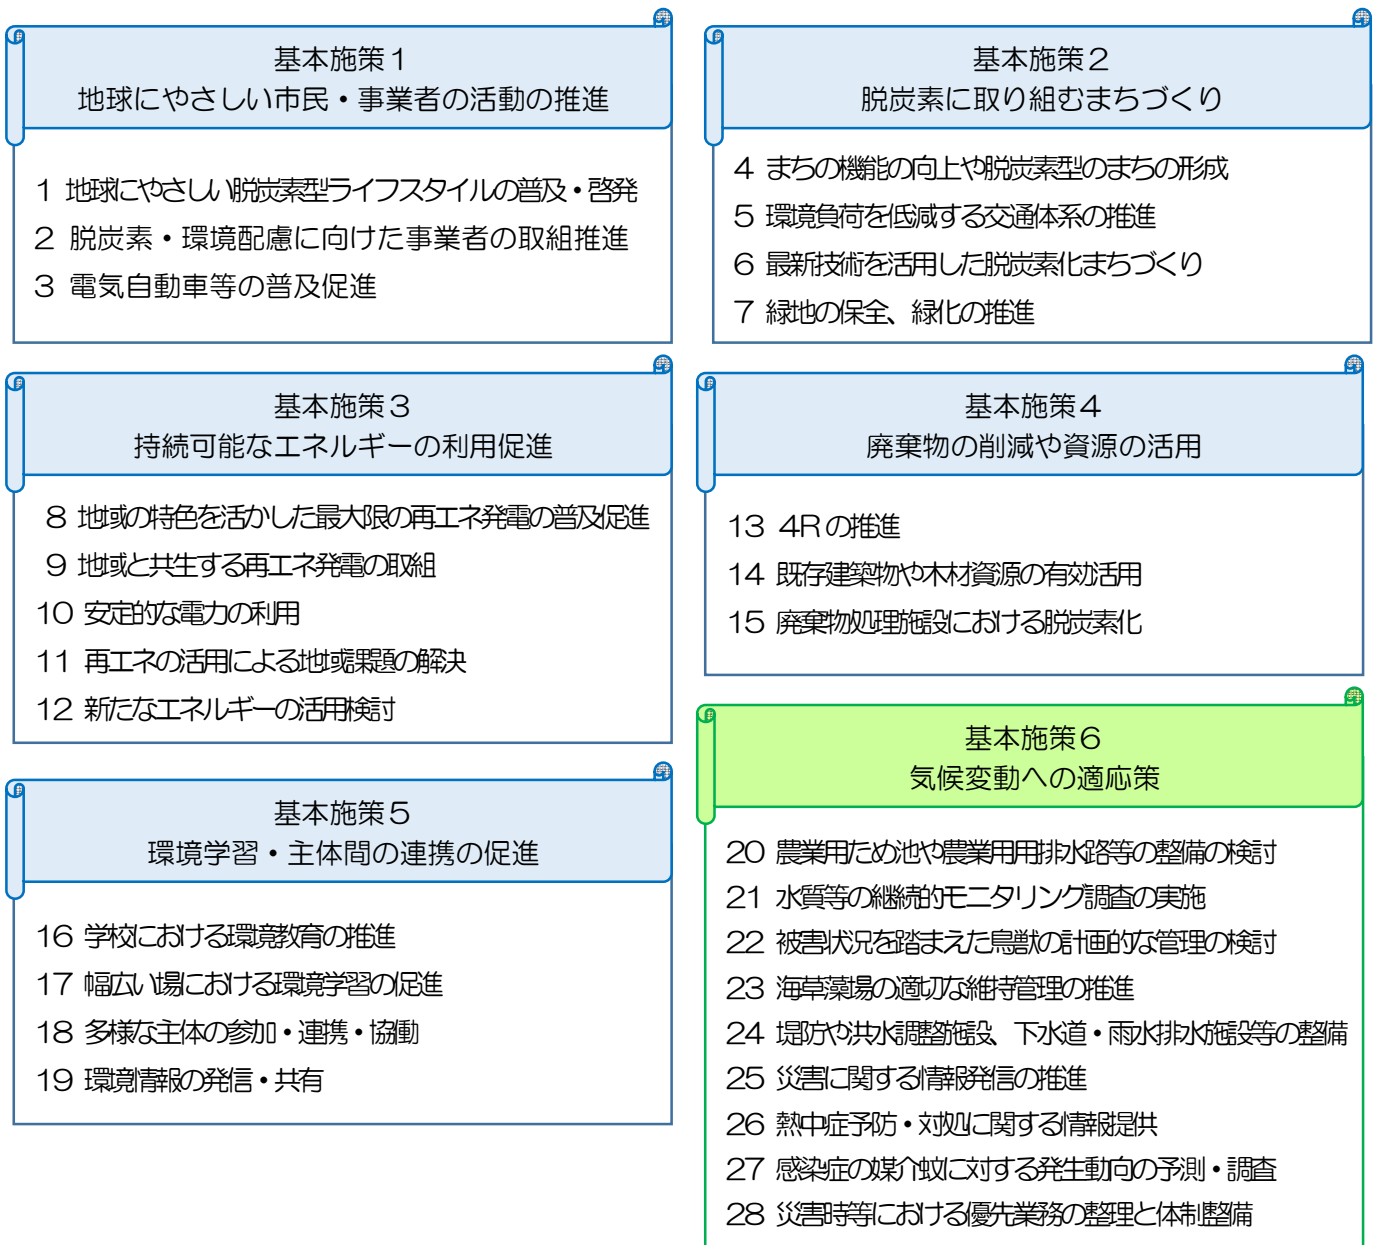 基本施策1
地球にやさしい市民・事業者の活動の推進
1 地球にやさしい脱炭素型ライフスタイルの普及・啓発
2 脱炭素・環境配慮に向けた事業者の取組推進
3 電気自動車等の普及促進
基本施策2
脱炭素に取り組むまちづくり
4 まちの機能の向上や脱炭素型のまちの形成
5 環境負荷を低減する交通体系の推進
6 最新技術を活用した脱炭素化まちづくり
7 緑地の保全、緑化の推進
基本施策3
持続可能なエネルギーの利用促進
8 地域の特色を活かした最大限の再エネ発電の普及促進
9 地域と共生する再エネ発電の取組
10 安定的な電力の利用
11 再エネの活用による地域課題の解決
12 新たなエネルギーの活用検討
基本施策4
廃棄物の削減や資源の活用
13 4Rの推進
14 既存建築物や木材資源の有効活用
15 廃棄物処理施設における脱炭素化
基本施策5
環境学習・主体間の連携の促進
16 学校における環境教育の推進
17 幅広い場における環境学習の促進
18 多様な主体の参加・連携・協働
19 環境情報の発信・共有
基本施策6
気候変動への適応策
20 農業用ため池や農業用用排水路等の整備の検討
21 水質等の継続的モニタリング調査の実施
22 被害状況を踏まえた鳥獣の計画的な管理の検討
23 海草藻場の適切な維持管理の推進
24 堤防や洪水調整施設、下水道・雨水排水施設等の整備
25 災害に関する情報発信の推進
26 熱中症予防・対処に関する情報提供
27 感染症の媒介蚊に対する発生動向の予測・調査
28 災害時等における優先業務の整理と体制整備